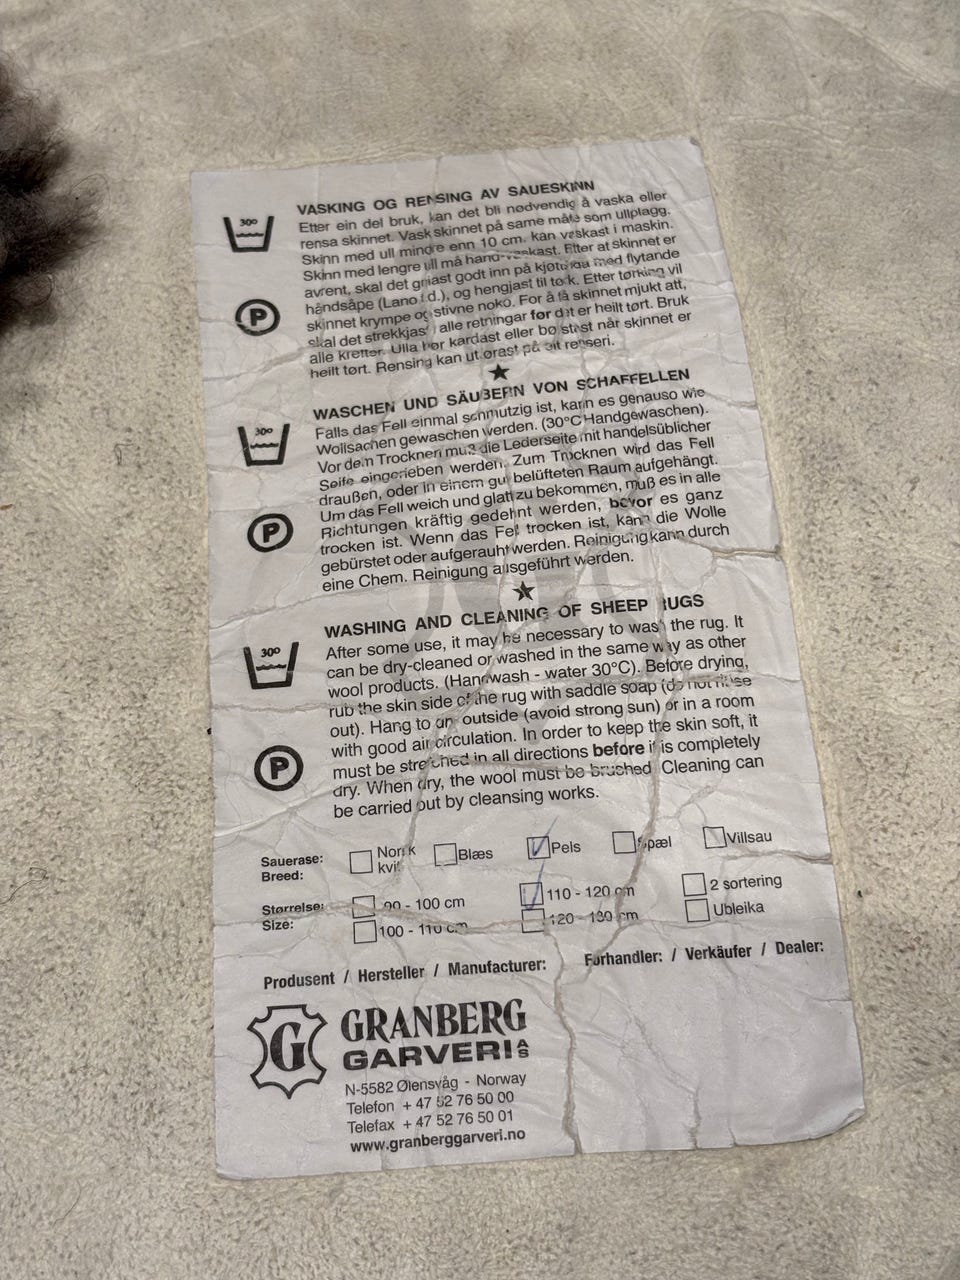 30°
VASKING OG RENSING AV SAUESKINN
Etter ein del bruk, kan det bli nødvendig å vaska eller
rensa skinnet. Vask skinnet på same måte som ullplagg.
Skinn med ull mindre enn 10 cm. kan vaskast i maskin.
Skinn med lengre ull må handvaskast. Etter at skinnet er
avrent, skal det gniast godt inn på kjøtsida med flytande
håndsåpe (Lano i.d.), og hengjast til tørk. Etter tørking vil
skinnet krympe og stivne noko. For å få skinnet mjukt att,
skal det strekkjast i alle retningar før det er heilt tørt. Bruk
alle krefter. Ulla bør kardast eller børstast når skinnet er
heilt tørt. Rensing kan utførast på eit renseri.
P
★
30°
WASCHEN UND SÄUBERN VON SCHAFFELLEN
Falls das Fell einmal schmutzig ist, kann es genauso wie
Wollsachen gewaschen werden. (30°C Handgewaschen).
Vor dem Trocknen muß die Lederseite mit handelsüblicher
Seife eingerieben werden. Zum Trocknen wird das Fell
draußen, oder in einem gut belüfteten Raum aufgehängt.
Um das Fell weich und glatt zu bekommen, muß es in alle
Richtungen kräftig gedehnt werden, bevor es ganz
trocken ist. Wenn das Fell trocken ist, kann die Wolle
gebürstet oder aufgerauht werden. Reinigung kann durch
eine Chem. Reinigung ausgeführt werden.
P
★
30°
WASHING AND CLEANING OF SHEEP RUGS
After some use, it may be necessary to wash the rug. It
can be dry-cleaned or washed in the same way as other
wool products. (Handwash - water 30°C). Before drying,
rub the skin side of the rug with saddle soap (do not rinse
out). Hang to dry outside (avoid strong sun) or in a room
with good air circulation. In order to keep the skin soft, it
must be stretched in all directions before it is completely
dry. When dry, the wool must be brushed. Cleaning can
be carried out by cleansing works.
P
Sauerase:
Breed:
Norsk kvit
Blæs
Pels
Spæl
Villsau
Størrelse:
Size:
90 - 100 cm
110 - 120 cm
2 sortering
100 - 110 cm
120 - 130 cm
Ubleika
Produsent / Hersteller / Manufacturer:
Forhandler: / Verkäufer / Dealer:
G
GRANBERG
GARVERI AS
N-5582 Ølensvåg - Norway
Telefon + 47 52 76 50 00
Telefax + 47 52 76 50 01
www.granberggarveri.no